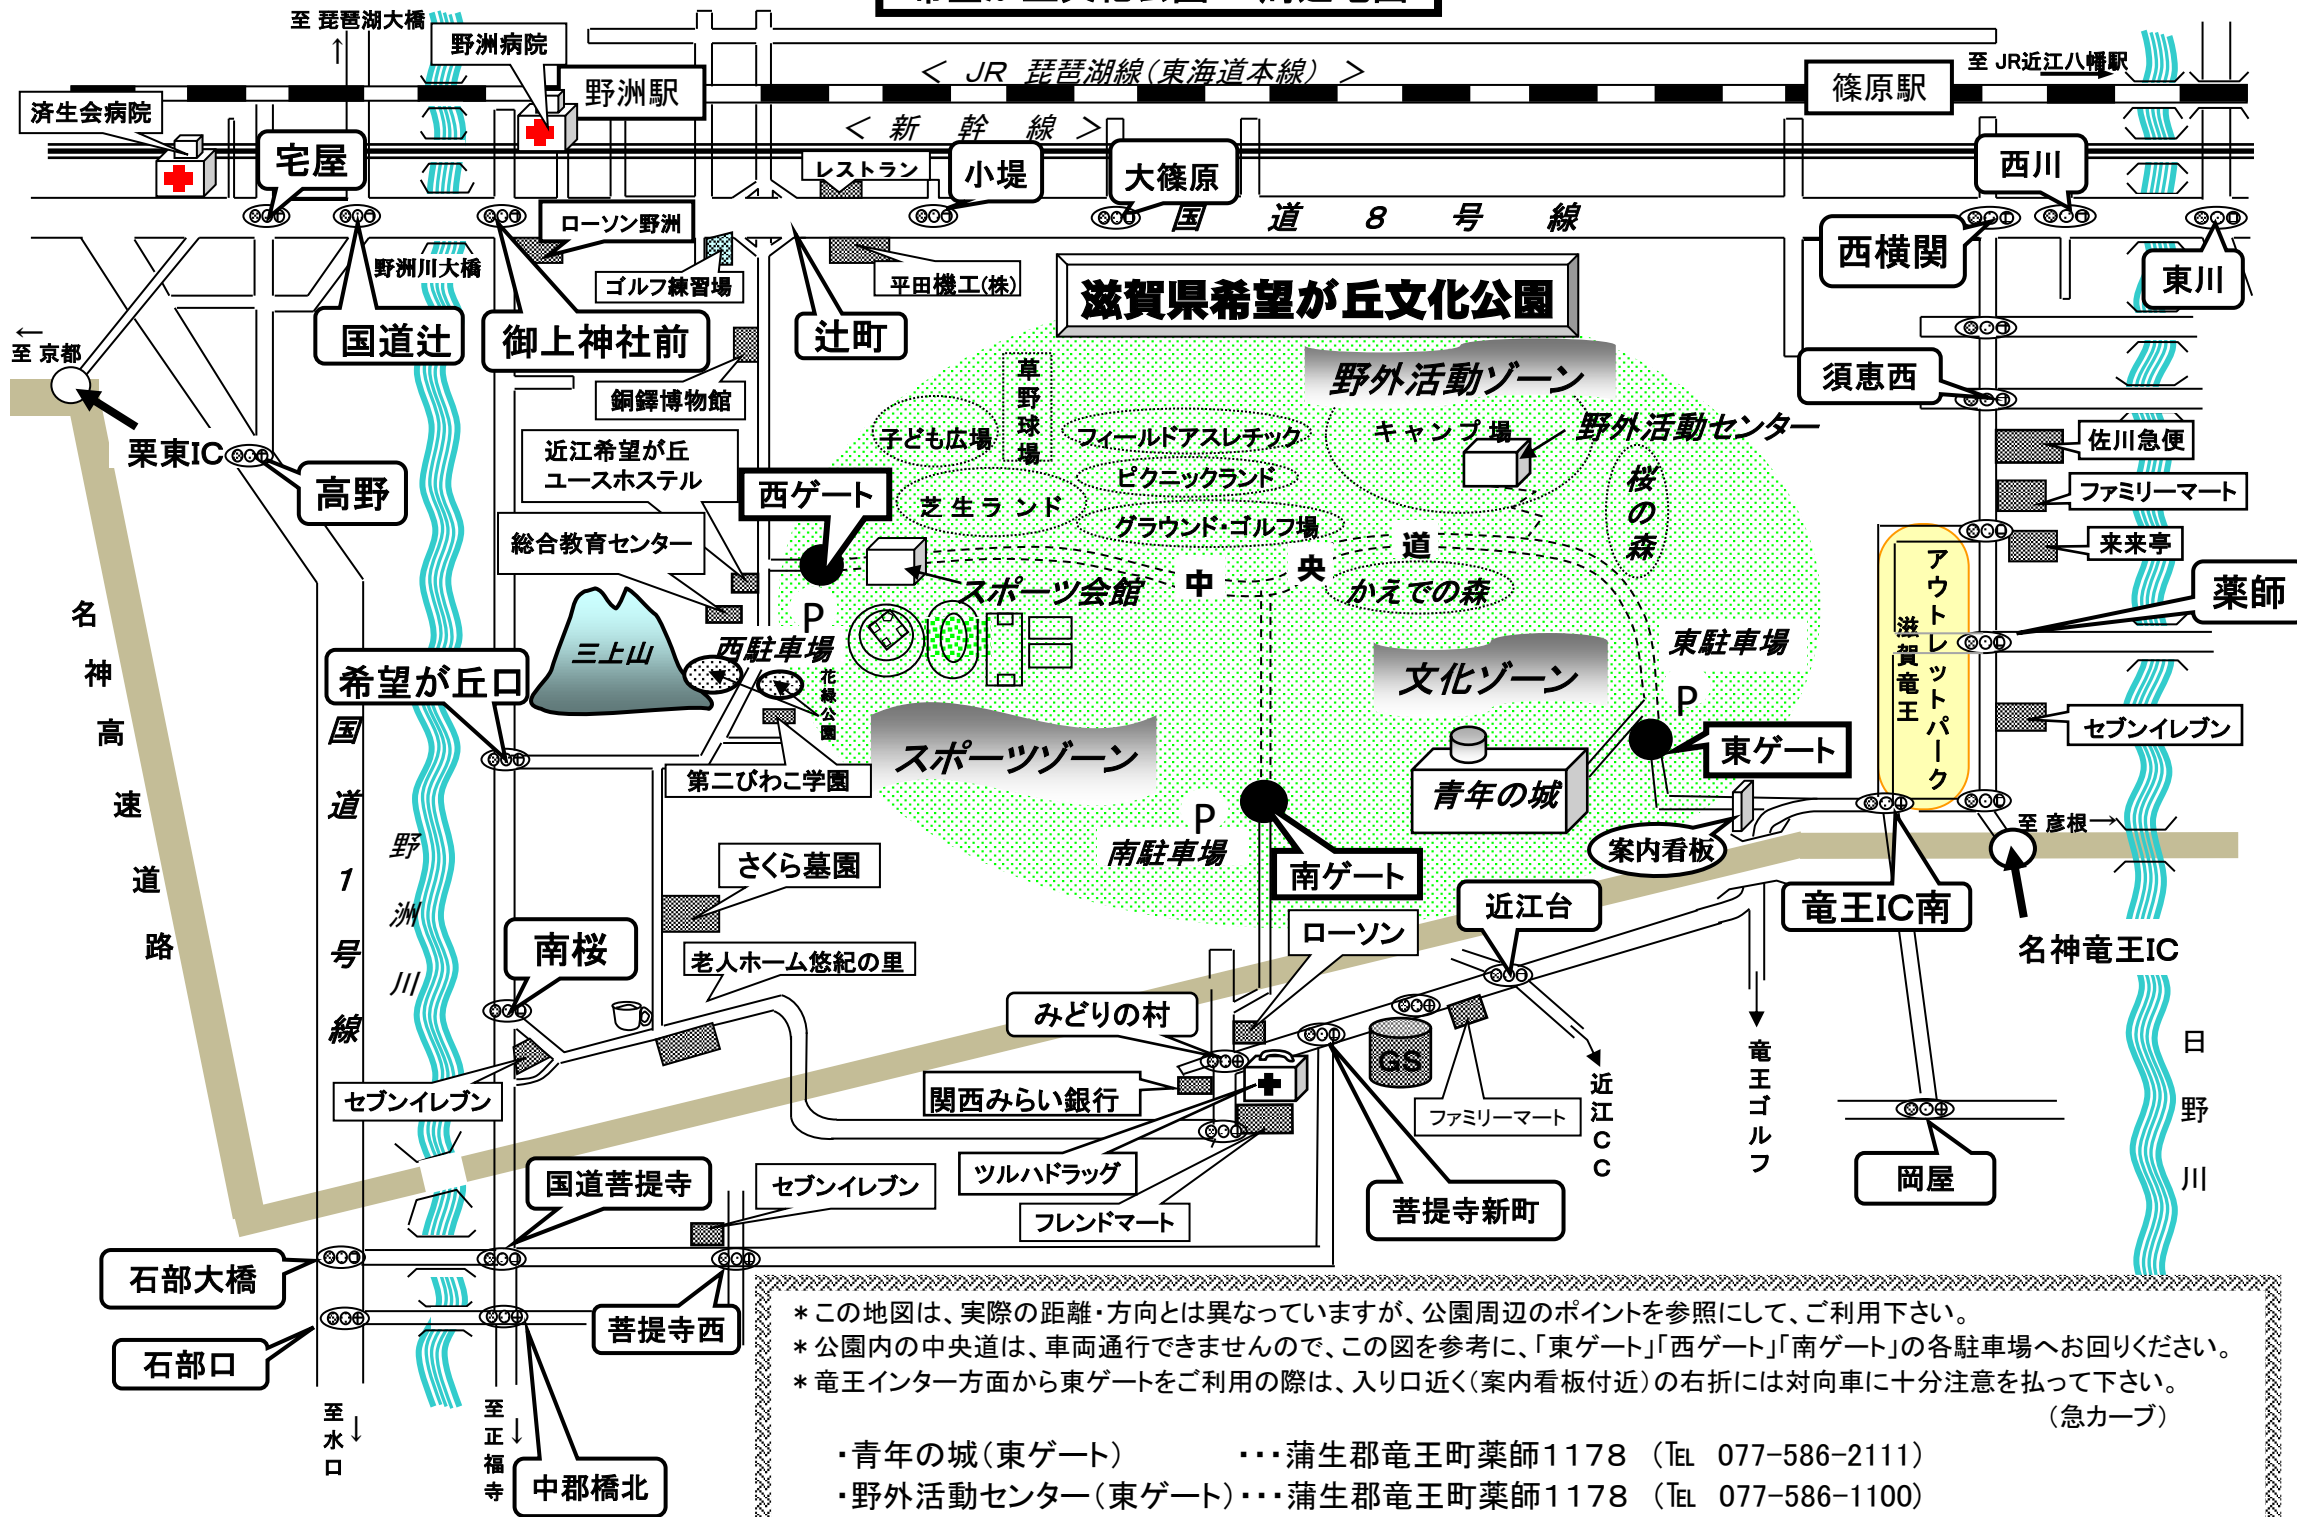 希望が丘文化公園 周辺地図
至 琵琶湖大橋
↑
野洲病院
済生会病院
野洲駅
< JR 琵琶湖線(東海道本線) >
篠原駅
至 JR近江八幡駅
< 新 幹 線 >
宅屋
レストラン
小堤
大篠原
西川
ローソン野洲
国 道 8 号 線
西横関
東川
野洲川大橋
ゴルフ練習場
平田機工(株)
滋賀県希望が丘文化公園
国道辻
御上神社前
辻町
←
至 京都
栗東IC
高野
銅鐸博物館
近江希望が丘
ユースホステル
総合教育センター
西ゲート
子ども広場
草野球場
フィールドアスレチック
ピクニックランド
芝生ランド
グラウンド・ゴルフ場
野外活動ゾーン
キャンプ場
野外活動センター
桜の森
須恵西
佐川急便
ファミリーマート
来来亭
薬師
アウトレットパーク
滋賀竜王
セブンイレブン
中 央 道
かえでの森
スポーツ会館
P
西駐車場
三上山
花緑公園
希望が丘口
第二びわこ学園
スポーツゾーン
文化ゾーン
東駐車場
P
東ゲート
青年の城
案内看板
P
南駐車場
南ゲート
至 彦根→
竜王IC南
名神竜王IC
名神高速道路
国道1号線
野洲川
さくら墓園
南桜
老人ホーム悠紀の里
セブンイレブン
ローソン
近江台
みどりの村
関西みらい銀行
GS
ファミリーマート
近江CC
竜王ゴルフ
日野川
岡屋
ツルハドラッグ
フレンドマート
菩提寺新町
国道菩提寺
セブンイレブン
石部大橋
石部口
菩提寺西
至水口
↓
至正福寺
↓
中郡橋北
*この地図は、実際の距離・方向とは異なっていますが、公園周辺のポイントを参照にして、ご利用下さい。
*公園内の中央道は、車両通行できませんので、この図を参考に、「東ゲート」「西ゲート」「南ゲート」の各駐車場へお回りください。
*竜王インター方面から東ゲートをご利用の際は、入り口近く(案内看板付近)の右折には対向車に十分注意を払って下さい。
(急カーブ)
・青年の城(東ゲート) ・・・蒲生郡竜王町薬師1178 (℡ 077-586-2111)
・野外活動センター(東ゲート)・・・蒲生郡竜王町薬師1178 (℡ 077-586-1100)